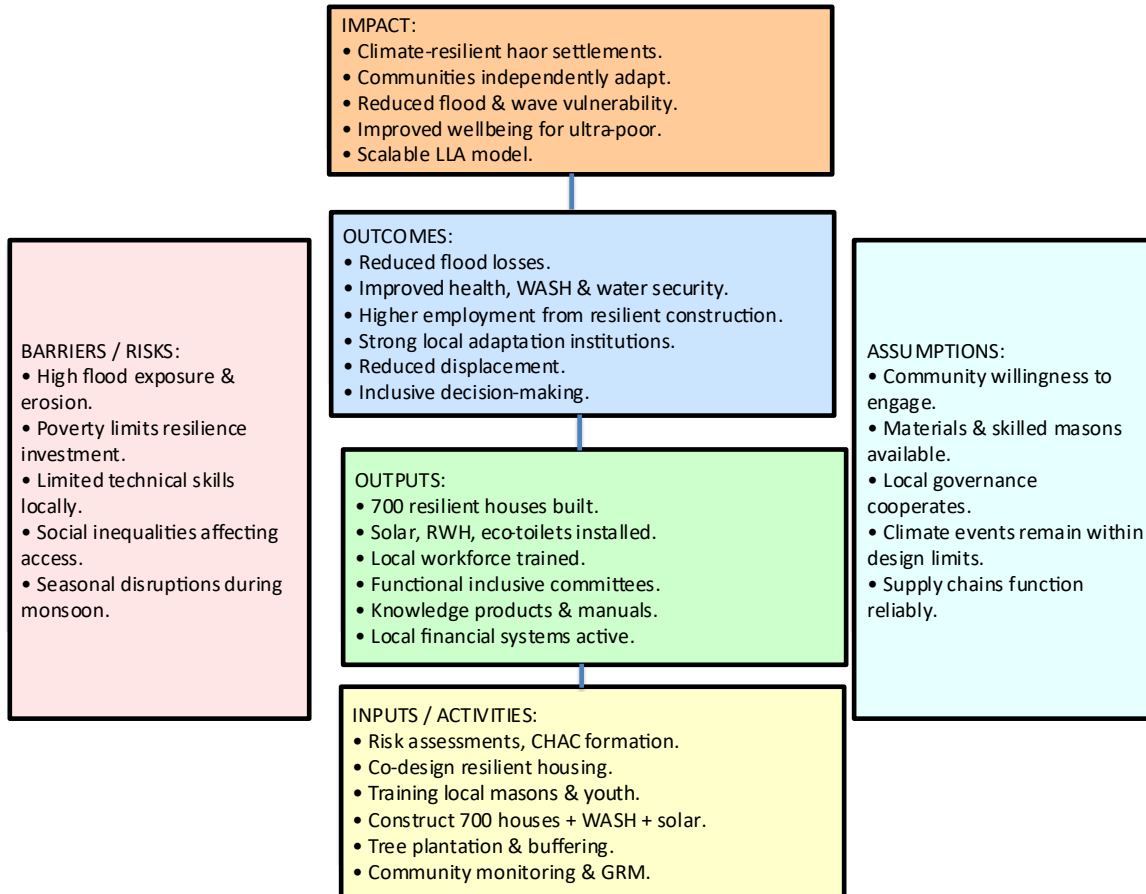 IMPACT:
• Climate-resilient haor settlements.
• Communities independently adapt.
• Reduced flood & wave vulnerability.
• Improved wellbeing for ultra-poor.
• Scalable LLA model.
OUTCOMES:
• Reduced flood losses.
• Improved health, WASH & water security.
• Higher employment from resilient construction.
• Strong local adaptation institutions.
• Reduced displacement.
• Inclusive decision-making.
BARRIERS / RISKS:
• High flood exposure &
erosion.
• Poverty limits resilience
investment.
• Limited technical skills
locally.
• Social inequalities affecting
access.
• Seasonal disruptions during
monsoon.
ASSUMPTIONS:
• Community willingness to
engage.
• Materials & skilled masons
available.
• Local governance
cooperates.
• Climate events remain within
design limits.
• Supply chains function
reliably.
OUTPUTS:
• 700 resilient houses built.
• Solar, RWH, eco-toilets installed.
• Local workforce trained.
• Functional inclusive committees.
• Knowledge products & manuals.
• Local financial systems active.
INPUTS / ACTIVITIES:
• Risk assessments, CHAC formation.
• Co-design resilient housing.
• Training local masons & youth.
• Construct 700 houses + WASH + solar.
• Tree plantation & buffering.
• Community monitoring & GRM.